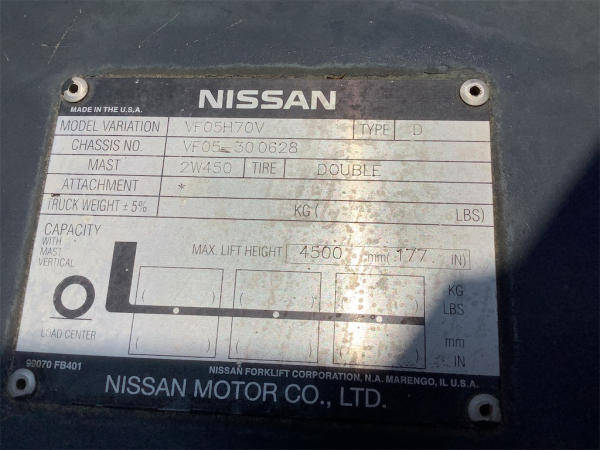 NISSAN
MADE IN THE U.S.A.
MODEL VARIATION VF05H70V TYPE D
CHASSIS NO. VF05-300628
MAST 2W450 TIRE DOUBLE
ATTACHMENT *
TRUCK WEIGHT ± 5% KG ( LBS)
CAPACITY
WITH
MAST
VERTICAL
MAX. LIFT HEIGHT 4500 mm( 177 IN)
KG
( ) ( ) ( ) LBS
LOAD CENTER
mm
( ) ( ) ( ) IN
99070 FB401
NISSAN FORKLIFT CORPORATION, N.A. MARENGO, IL U.S.A.
NISSAN MOTOR CO., LTD.